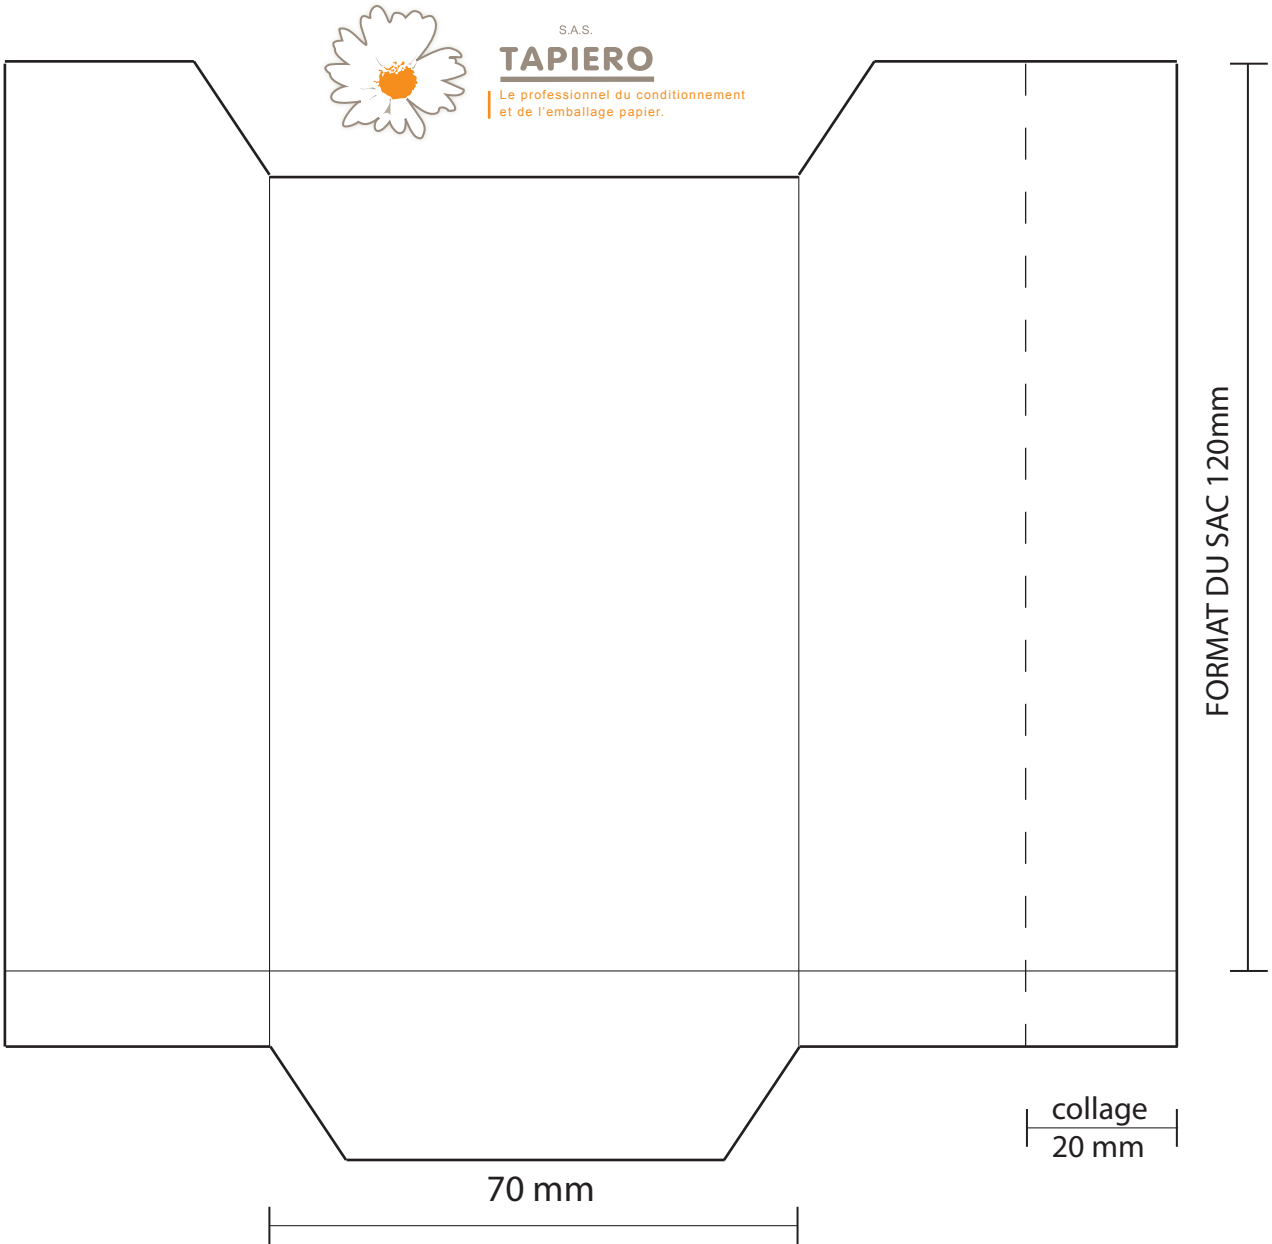 S.A.S.
TAPIERO
Le professionnel du conditionnement
et de l'emballage papier.
FORMAT DU SAC 120mm
collage
20 mm
70 mm